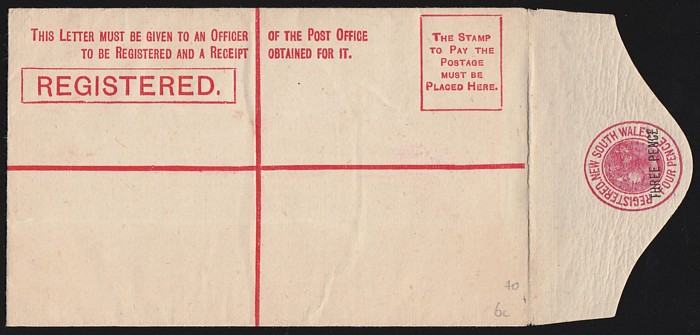 THIS LETTER MUST BE GIVEN TO AN OFFICER OF THE POST OFFICE
TO BE REGISTERED AND A RECEIPT OBTAINED FOR IT.
REGISTERED.
THE STAMP
TO PAY THE
POSTAGE
MUST BE
PLACED HERE.
NEW SOUTH WALES
REGISTERED FOUR PENCE
THREE PENCE
70
6c